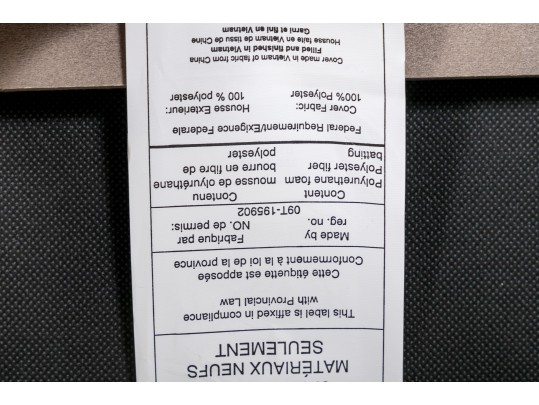 MATÉRIAUX NEUFS
SEULEMENT
This label is affixed in compliance
with Provincial Law
Cette étiquette est apposée
Conformement à la loi de la province
Made by Fabrique par
reg. no. NO. de permis:
09T-195902
Content Contenu
Polyurethane foam mousse de olyuréthane
Polyester fiber bourre en fibre de
batting polyester
Federal Requirement/Exigence Federale
Cover Fabric: Housse Exterieur:
100% Polyester 100 % polyester
Cover made in Vietnam of fabric from China
Filled and finished in Vietnam
Housse faite en Vietnam de tissu de Chine
Garni et fini en Vietnam